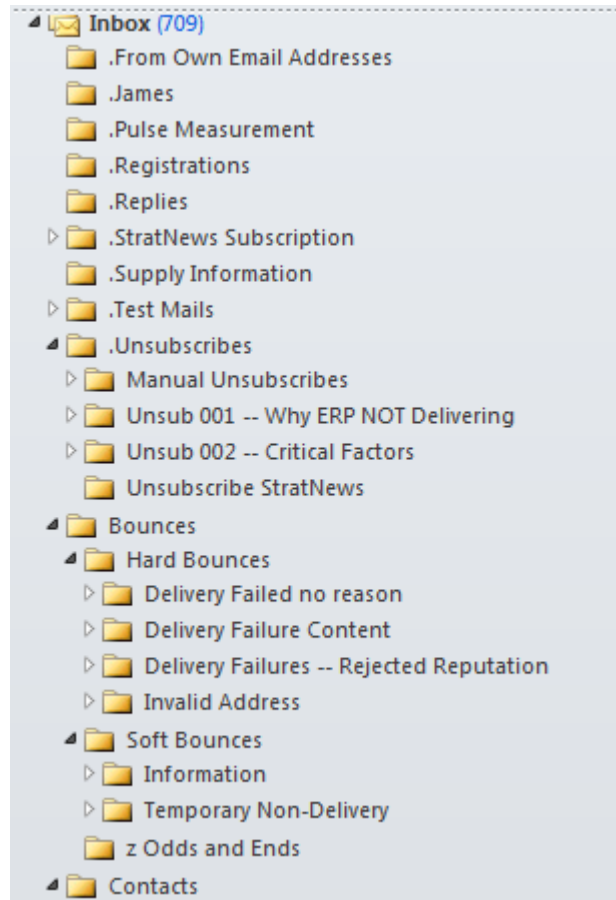 Inbox (709)
.From Own Email Addresses
.James
.Pulse Measurement
.Registrations
.Replies
.StratNews Subscription
.Supply Information
.Test Mails
.Unsubscribes
Manual Unsubscribes
Unsub 001 -- Why ERP NOT Delivering
Unsub 002 -- Critical Factors
Unsubscribe StratNews
Bounces
Hard Bounces
Delivery Failed no reason
Delivery Failure Content
Delivery Failures -- Rejected Reputation
Invalid Address
Soft Bounces
Information
Temporary Non-Delivery
z Odds and Ends
Contacts